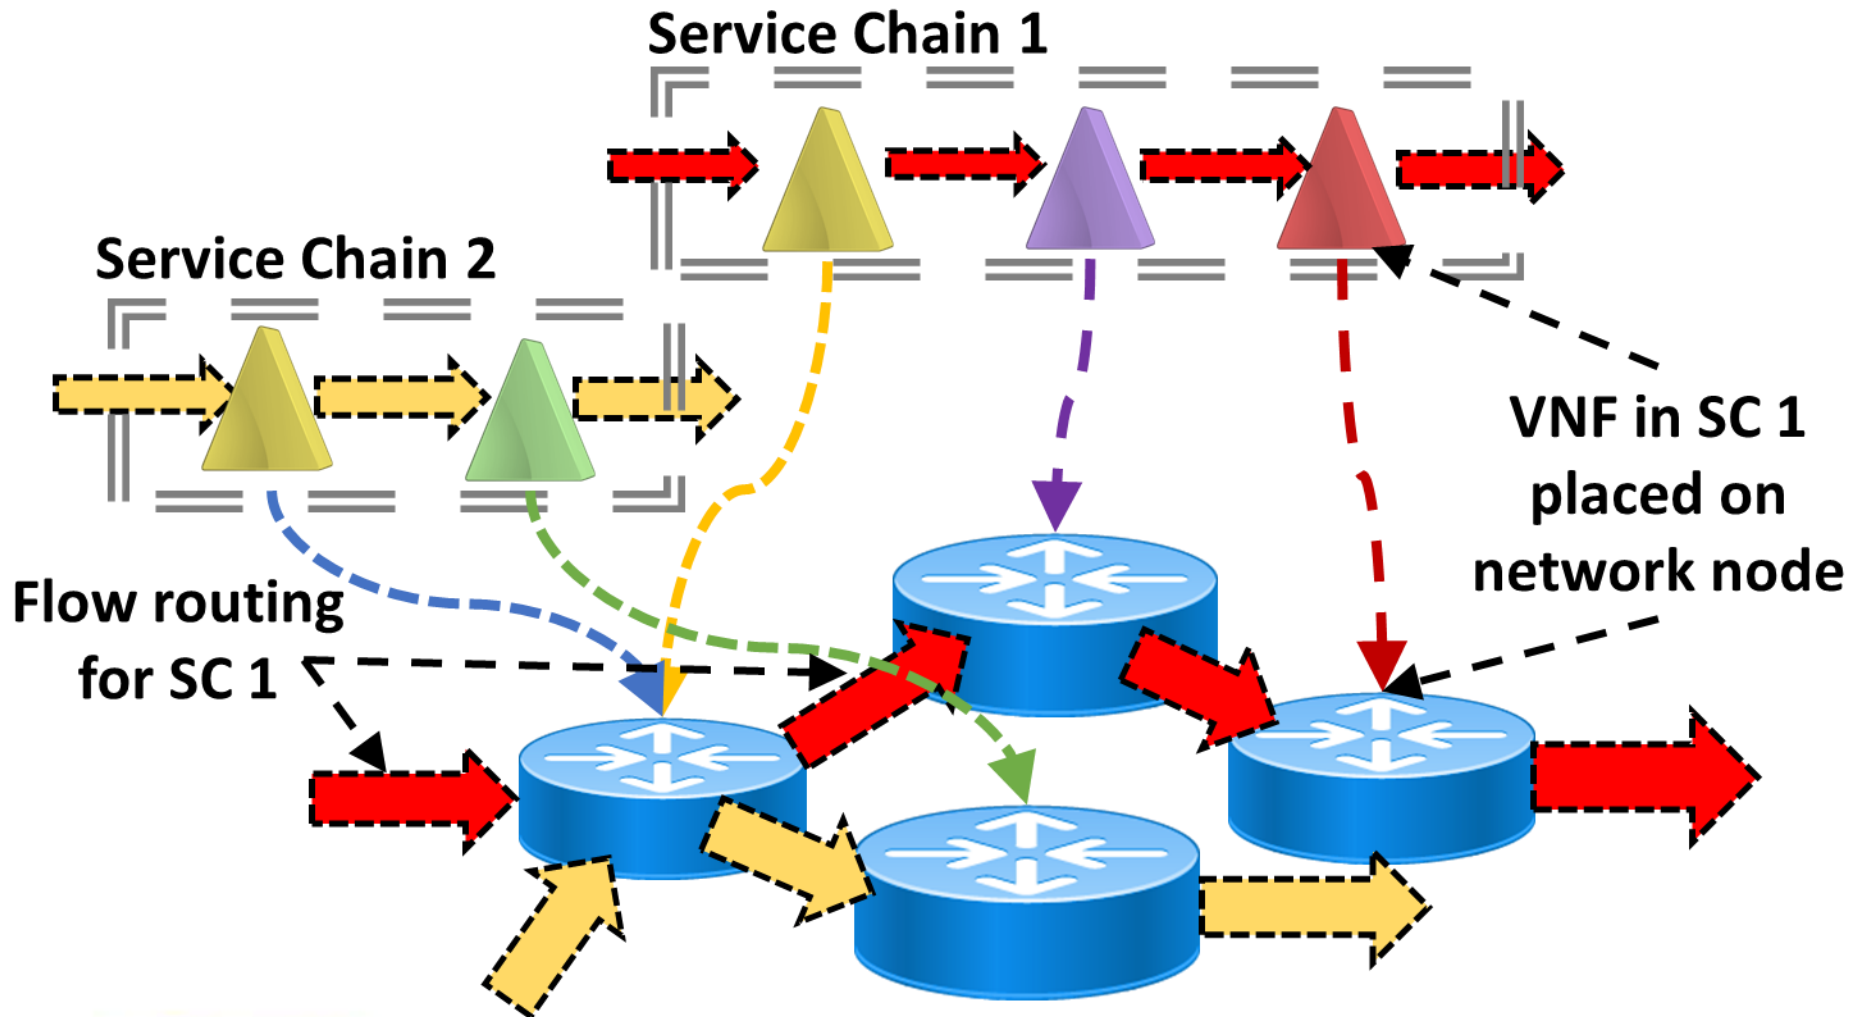 Service Chain 1
Service Chain 2
VNF in SC 1
placed on
network node
Flow routing
for SC 1